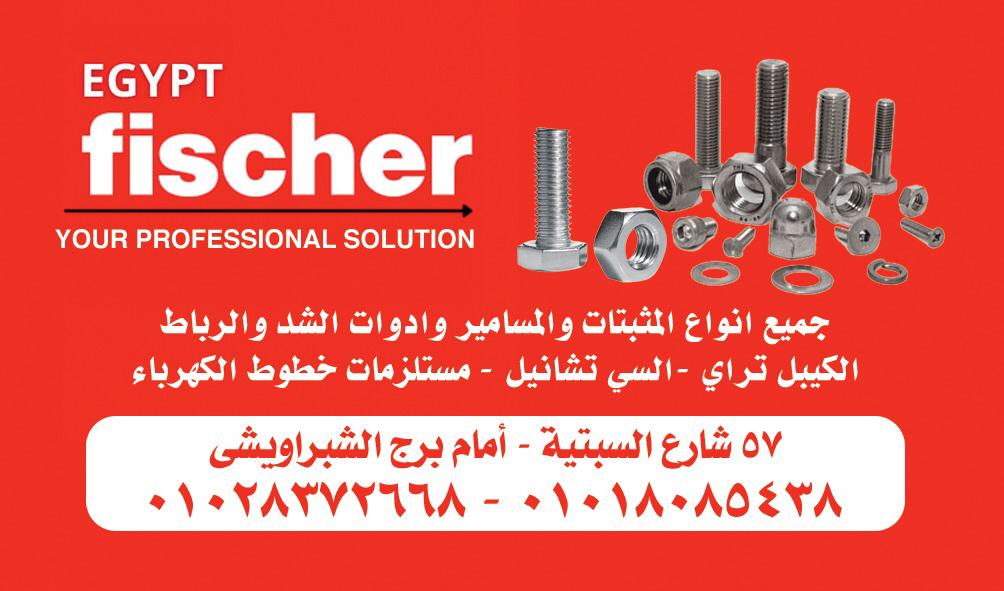 EGYPT
fischer
YOUR PROFESSIONAL SOLUTION
جميع انواع المثبتات والمسامير وادوات الشد والرباط
الكيبل تراي -السي تشانيل - مستلزمات خطوط الكهرباء
٥٧ شارع السبتية - أمام برج الشبراويشى
٠١٠١٨٠٨٥٤٣٨ - ٠١٠٢٨٣٧٢٦٦٨